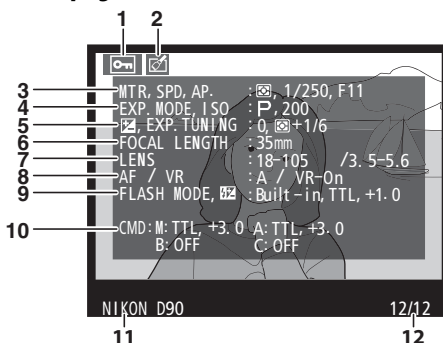 1 2
3 MTR, SPD, AP. : 1/250, F11
4 EXP. MODE, ISO : P, 200
5 , EXP. TUNING : 0, +1/6
6 FOCAL LENGTH : 35mm
7 LENS : 18-105 /3. 5-5.6
8 AF / VR : A / VR-On
9 FLASH MODE, : Built-in, TTL, +1. 0
10 CMD: M: TTL, +3. 0 A: TTL, +3. 0
B: OFF C: OFF
NIKON D90 12/12
11 12